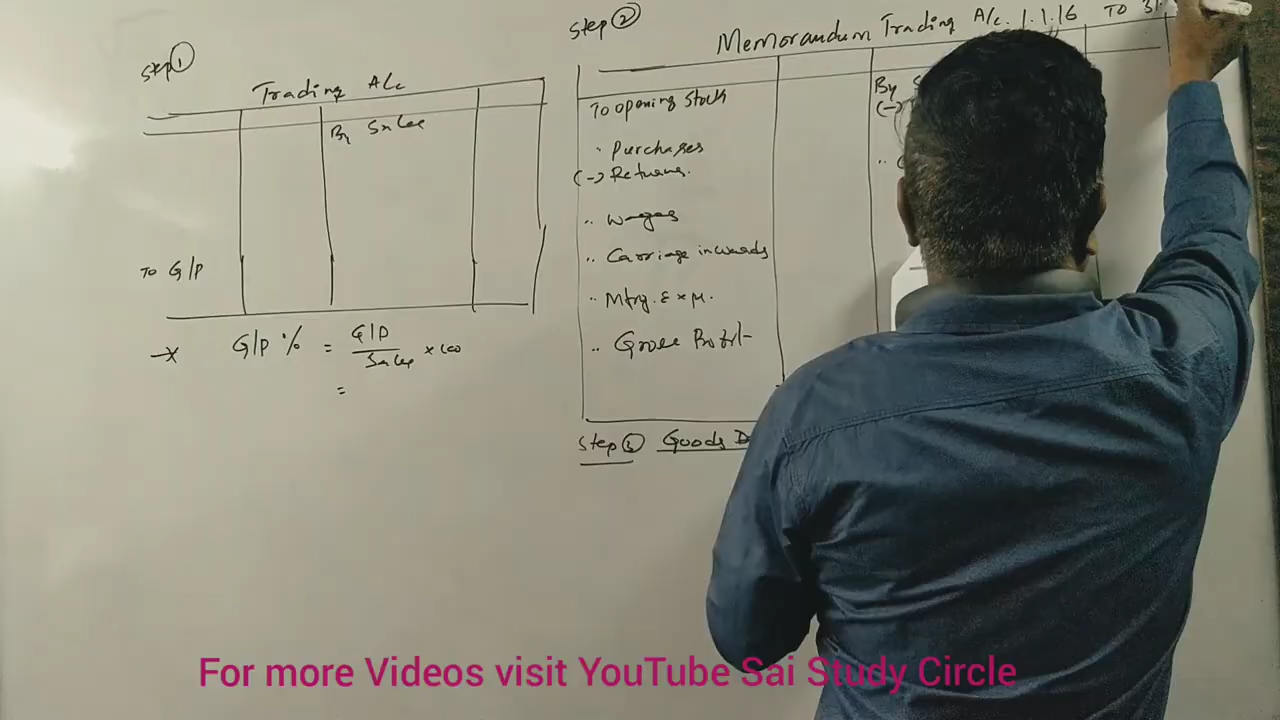 Step ①
Trading A/c
By Sales
To G/P
G/P % = G/P / Sales × 100
=
Step ②
Memorandum Trading A/c. 1.1.16 TO 31.
To opening Stock
" Purchases
(-) Returns.
" Wages
" Carriage inwards
" Mfrg. Exp.
" Gross Profit
By S
(-)
Step ③ Goods D
For more Videos visit YouTube Sai Study Circle